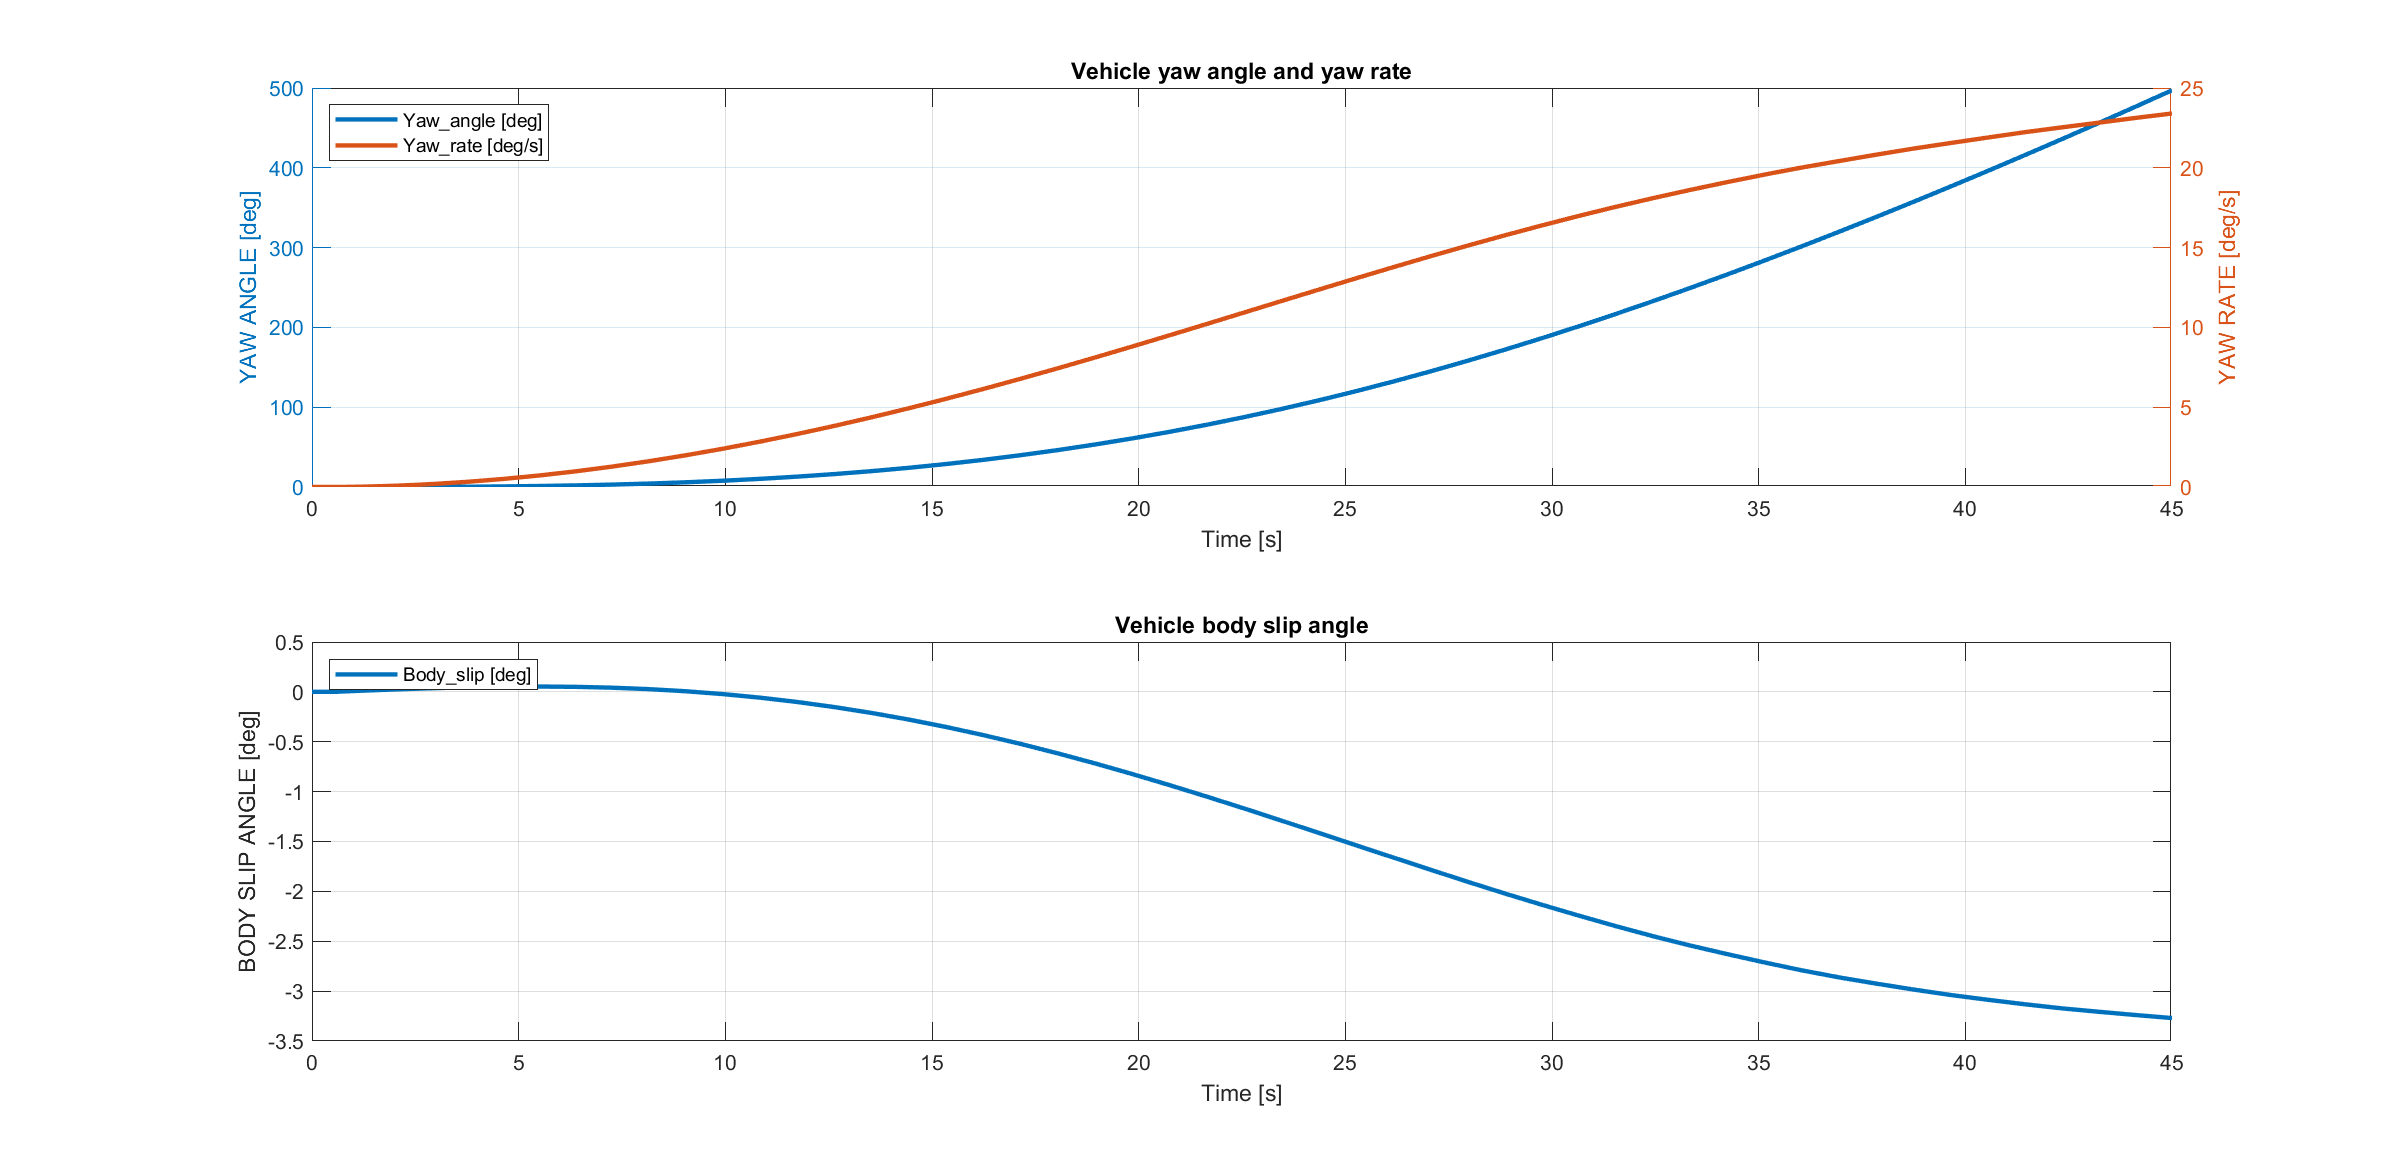 Vehicle yaw angle and yaw rate
500
400
300
200
100
0
YAW ANGLE [deg]
Yaw_angle [deg]
Yaw_rate [deg/s]
25
20
15
10
5
0
YAW RATE [deg/s]
0 5 10 15 20 25 30 35 40 45
Time [s]
Vehicle body slip angle
0.5
0
-0.5
-1
-1.5
-2
-2.5
-3
-3.5
BODY SLIP ANGLE [deg]
Body_slip [deg]
0 5 10 15 20 25 30 35 40 45
Time [s]